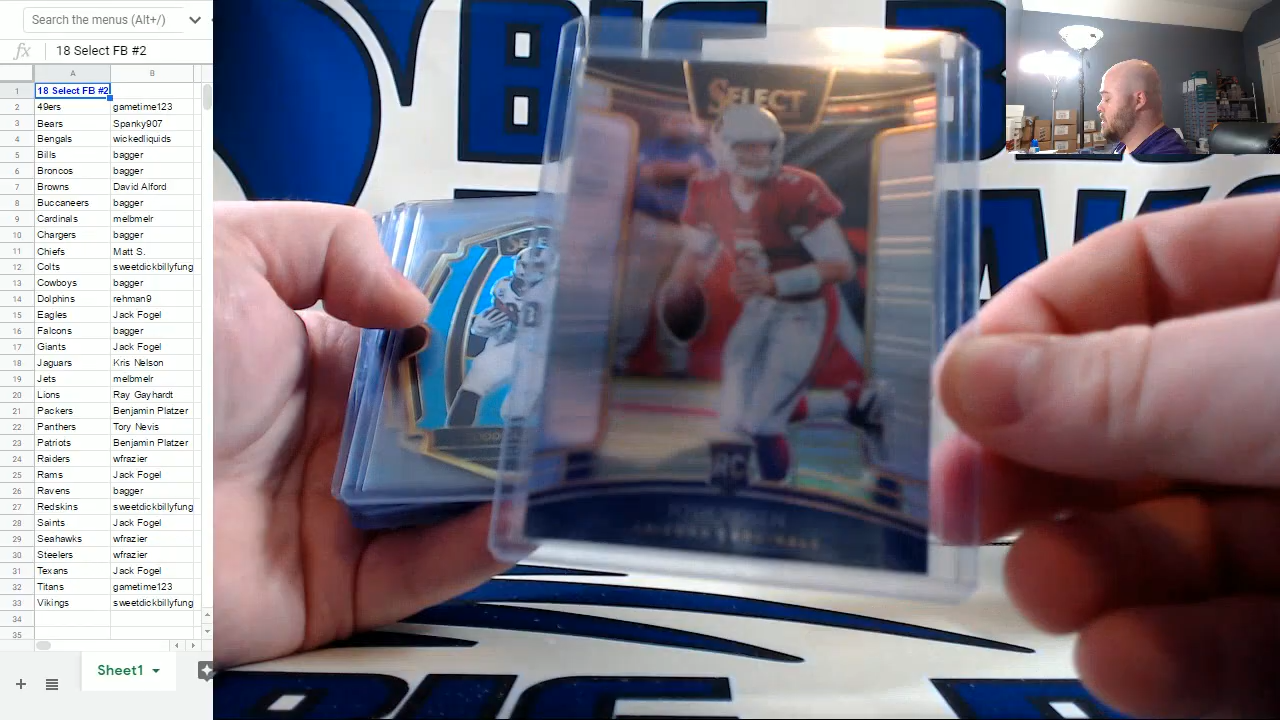 Search the menus (Alt+/)
fx 18 Select FB #2
A B
1 18 Select FB #2
2 49ers gametime123
3 Bears Spanky907
4 Bengals wickedliquids
5 Bills bagger
6 Broncos bagger
7 Browns David Alford
8 Buccaneers bagger
9 Cardinals melbmelr
10 Chargers bagger
11 Chiefs Matt S.
12 Colts sweetdickbillyfung
13 Cowboys bagger
14 Dolphins rehman9
15 Eagles Jack Fogel
16 Falcons bagger
17 Giants Jack Fogel
18 Jaguars Kris Nelson
19 Jets melbmelr
20 Lions Ray Gayhardt
21 Packers Benjamin Platzer
22 Panthers Tory Nevis
23 Patriots Benjamin Platzer
24 Raiders wfrazier
25 Rams Jack Fogel
26 Ravens bagger
27 Redskins sweetdickbillyfung
28 Saints Jack Fogel
29 Seahawks wfrazier
30 Steelers wfrazier
31 Texans Jack Fogel
32 Titans gametime123
33 Vikings sweetdickbillyfung
34
35
Sheet1
SELECT
RC
SELE
80
BIG